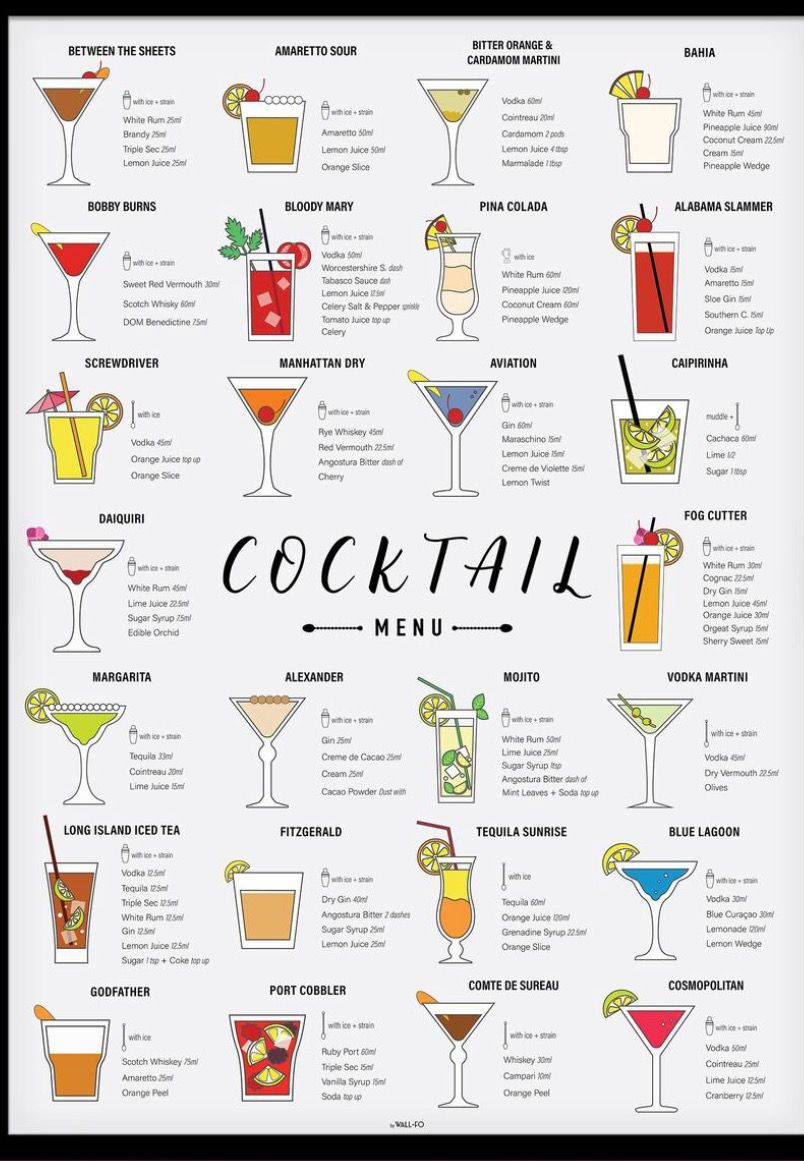 BETWEEN THE SHEETS
with ice + strain
White Rum 25ml
Brandy 25ml
Triple Sec 25ml
Lemon Juice 25ml
AMARETTO SOUR
with ice + strain
Amaretto 50ml
Lemon Juice 50ml
Orange Slice
BITTER ORANGE &
CARDAMOM MARTINI
Vodka 60ml
Cointreau 20ml
Cardamom 2 pods
Lemon Juice 4 tbsp
Marmalade 1 tbsp
BAHIA
with ice + strain
White Rum 45ml
Pineapple Juice 90ml
Coconut Cream 22,5ml
Cream 15ml
Pineapple Wedge
BOBBY BURNS
with ice + strain
Sweet Red Vermouth 30ml
Scotch Whisky 60ml
DOM Benedictine 7.5ml
BLOODY MARY
with ice + strain
Vodka 50ml
Worcestershire S. dash
Tabasco Sauce dash
Lemon Juice 12.5ml
Celery Salt & Pepper sprinkle
Tomato Juice top up
Celery
PINA COLADA
with ice
White Rum 60ml
Pineapple Juice 120ml
Coconut Cream 60ml
Pineapple Wedge
ALABAMA SLAMMER
with ice + strain
Vodka 15ml
Amaretto 15ml
Sloe Gin 15ml
Southern C. 15ml
Orange Juice Top Up
SCREWDRIVER
with ice
Vodka 45ml
Orange Juice top up
Orange Slice
MANHATTAN DRY
with ice + strain
Rye Whiskey 45ml
Red Vermouth 22.5ml
Angostura Bitter dash of
Cherry
AVIATION
with ice + strain
Gin 60ml
Maraschino 15ml
Lemon Juice 15ml
Creme de Violette 15ml
Lemon Twist
CAIPIRINHA
muddle +
Cachaca 60ml
Lime 1/2
Sugar 1 tbsp
DAIQUIRI
with ice + strain
White Rum 45ml
Lime Juice 22.5ml
Sugar Syrup 7.5ml
Edible Orchid
COCKTAIL
MENU
FOG CUTTER
with ice + strain
White Rum 30ml
Cognac 22.5ml
Dry Gin 15ml
Lemon Juice 45ml
Orange Juice 30ml
Orgeat Syrup 15ml
Sherry Sweet 15ml
MARGARITA
with ice + strain
Tequila 33ml
Cointreau 20ml
Lime Juice 15ml
ALEXANDER
with ice + strain
Gin 25ml
Creme de Cacao 25ml
Cream 25ml
Cacao Powder Dust with
MOJITO
with ice + strain
White Rum 50ml
Lime Juice 25ml
Sugar Syrup 1tsp
Angostura Bitter dash of
Mint Leaves + Soda top up
VODKA MARTINI
with ice + strain
Vodka 45ml
Dry Vermouth 22.5ml
Olives
LONG ISLAND ICED TEA
with ice + strain
Vodka 12.5ml
Tequila 12.5ml
Triple Sec 12.5ml
White Rum 12.5ml
Gin 12.5ml
Lemon Juice 12.5ml
Sugar 1 tsp + Coke top up
FITZGERALD
with ice + strain
Dry Gin 40ml
Angostura Bitter 2 dashes
Sugar Syrup 25ml
Lemon Juice 25ml
TEQUILA SUNRISE
with ice
Tequila 60ml
Orange Juice 120ml
Grenadine Syrup 22.5ml
Orange Slice
BLUE LAGOON
with ice + strain
Vodka 30ml
Blue Curaçao 30ml
Lemonade 120ml
Lemon Wedge
GODFATHER
with ice
Scotch Whiskey 75ml
Amaretto 25ml
Orange Peel
PORT COBBLER
with ice + strain
Ruby Port 60ml
Triple Sec 15ml
Vanilla Syrup 15ml
Soda top up
COMTE DE SUREAU
with ice + strain
Whiskey 30ml
Campari 10ml
Orange Peel
COSMOPOLITAN
with ice + strain
Vodka 50ml
Cointreau 25ml
Lime Juice 12.5ml
Cranberry 12.5ml
by WALL-FO